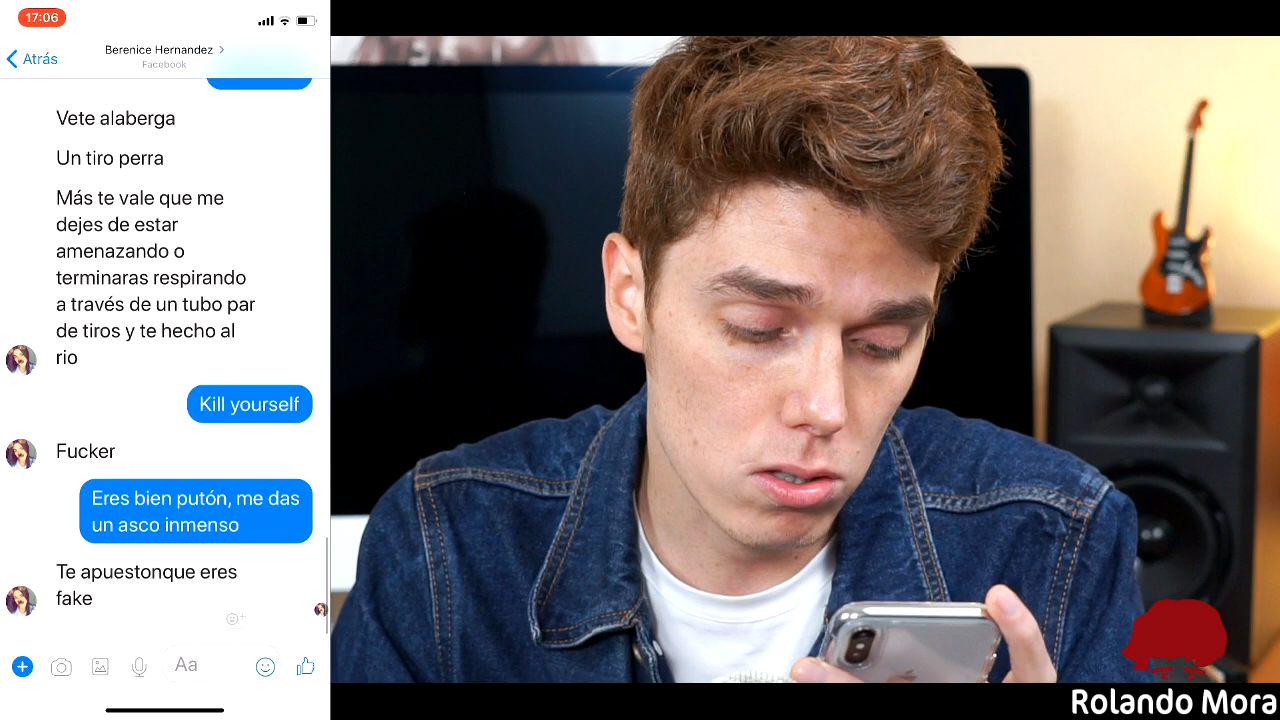 17:06
Atrás
Berenice Hernandez
Facebook
Vete alaberga
Un tiro perra
Más te vale que me
dejes de estar
amenazando o
terminaras respirando
a través de un tubo par
de tiros y te hecho al
rio
Kill yourself
Fucker
Eres bien putón, me das
un asco inmenso
Te apuestonque eres
fake
Aa
Rolando Mora